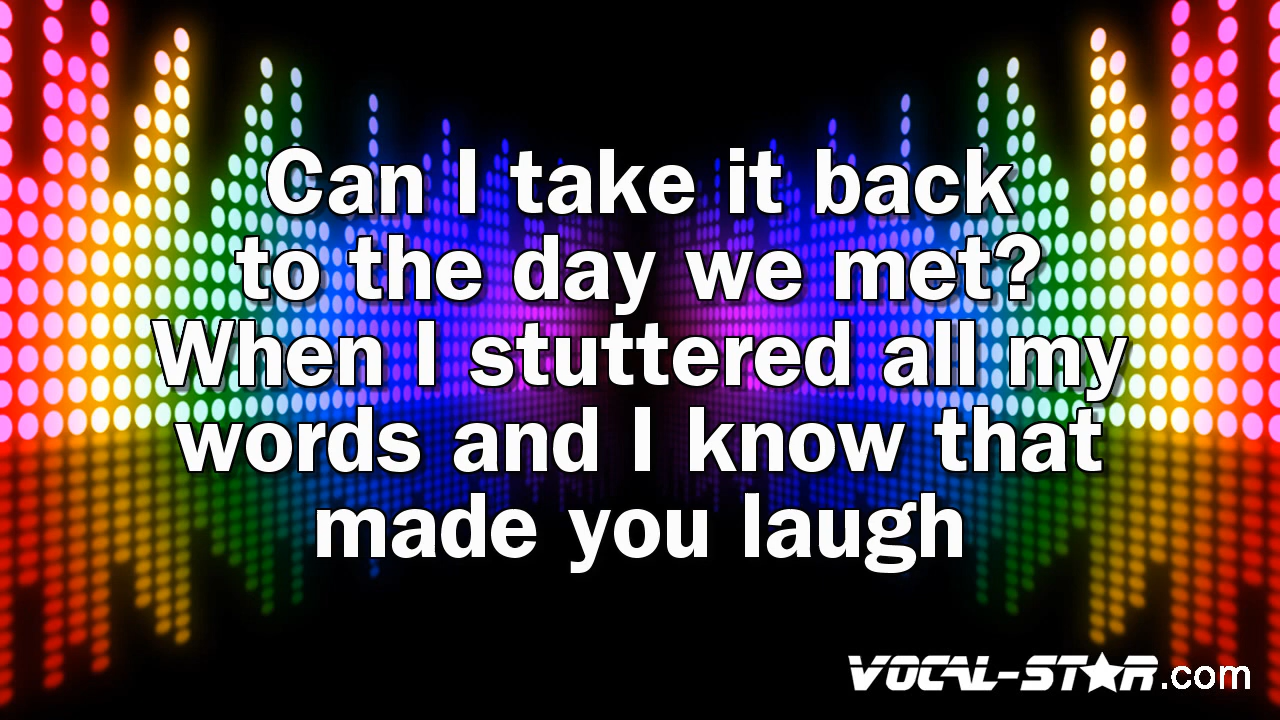 Can I take it back
to the day we met?
When I stuttered all my
words and I know that
made you laugh
VOCAL-STAR.com